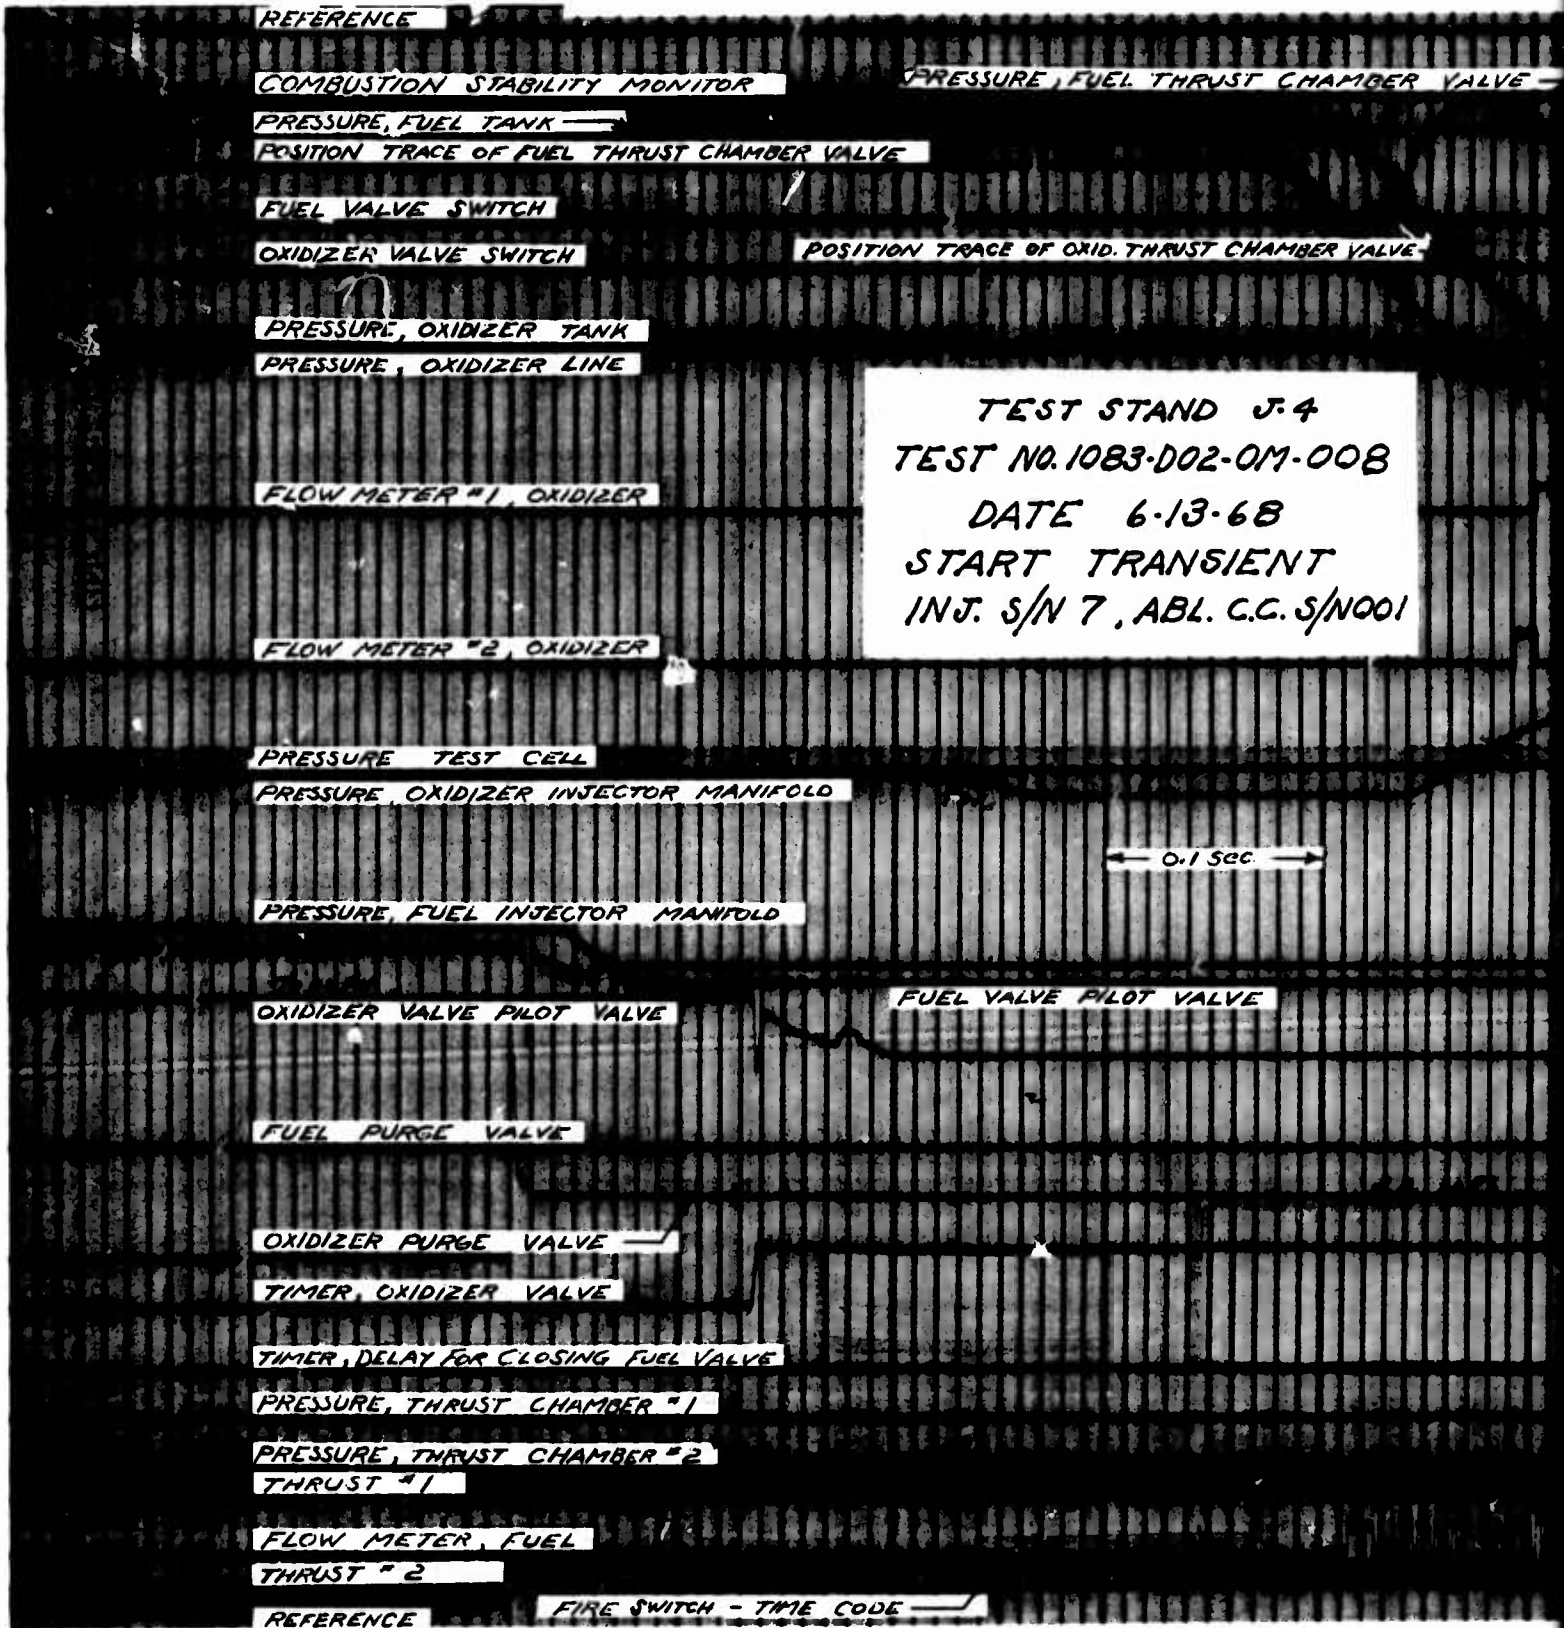 REFERENCE
COMBUSTION STABILITY MONITOR
PRESSURE, FUEL THRUST CHAMBER VALVE
PRESSURE, FUEL TANK
POSITION TRACE OF FUEL THRUST CHAMBER VALVE
FUEL VALVE SWITCH
OXIDIZER VALVE SWITCH
POSITION TRACE OF OXID. THRUST CHAMBER VALVE
PRESSURE, OXIDIZER TANK
PRESSURE, OXIDIZER LINE
TEST STAND J-4
TEST NO. 1083-D02-OM-008
DATE 6-13-68
START TRANSIENT
INJ. S/N 7, ABL. C.C. S/N001
FLOW METER #1, OXIDIZER
FLOW METER #2, OXIDIZER
PRESSURE TEST CELL
PRESSURE, OXIDIZER INJECTOR MANIFOLD
0.1 SEC.
PRESSURE, FUEL INJECTOR MANIFOLD
OXIDIZER VALVE PILOT VALVE
FUEL VALVE PILOT VALVE
FUEL PURGE VALVE
OXIDIZER PURGE VALVE
TIMER, OXIDIZER VALVE
TIMER, DELAY FOR CLOSING FUEL VALVE
PRESSURE, THRUST CHAMBER #1
PRESSURE, THRUST CHAMBER #2
THRUST #1
FLOW METER, FUEL
THRUST #2
FIRE SWITCH - TIME CODE
REFERENCE